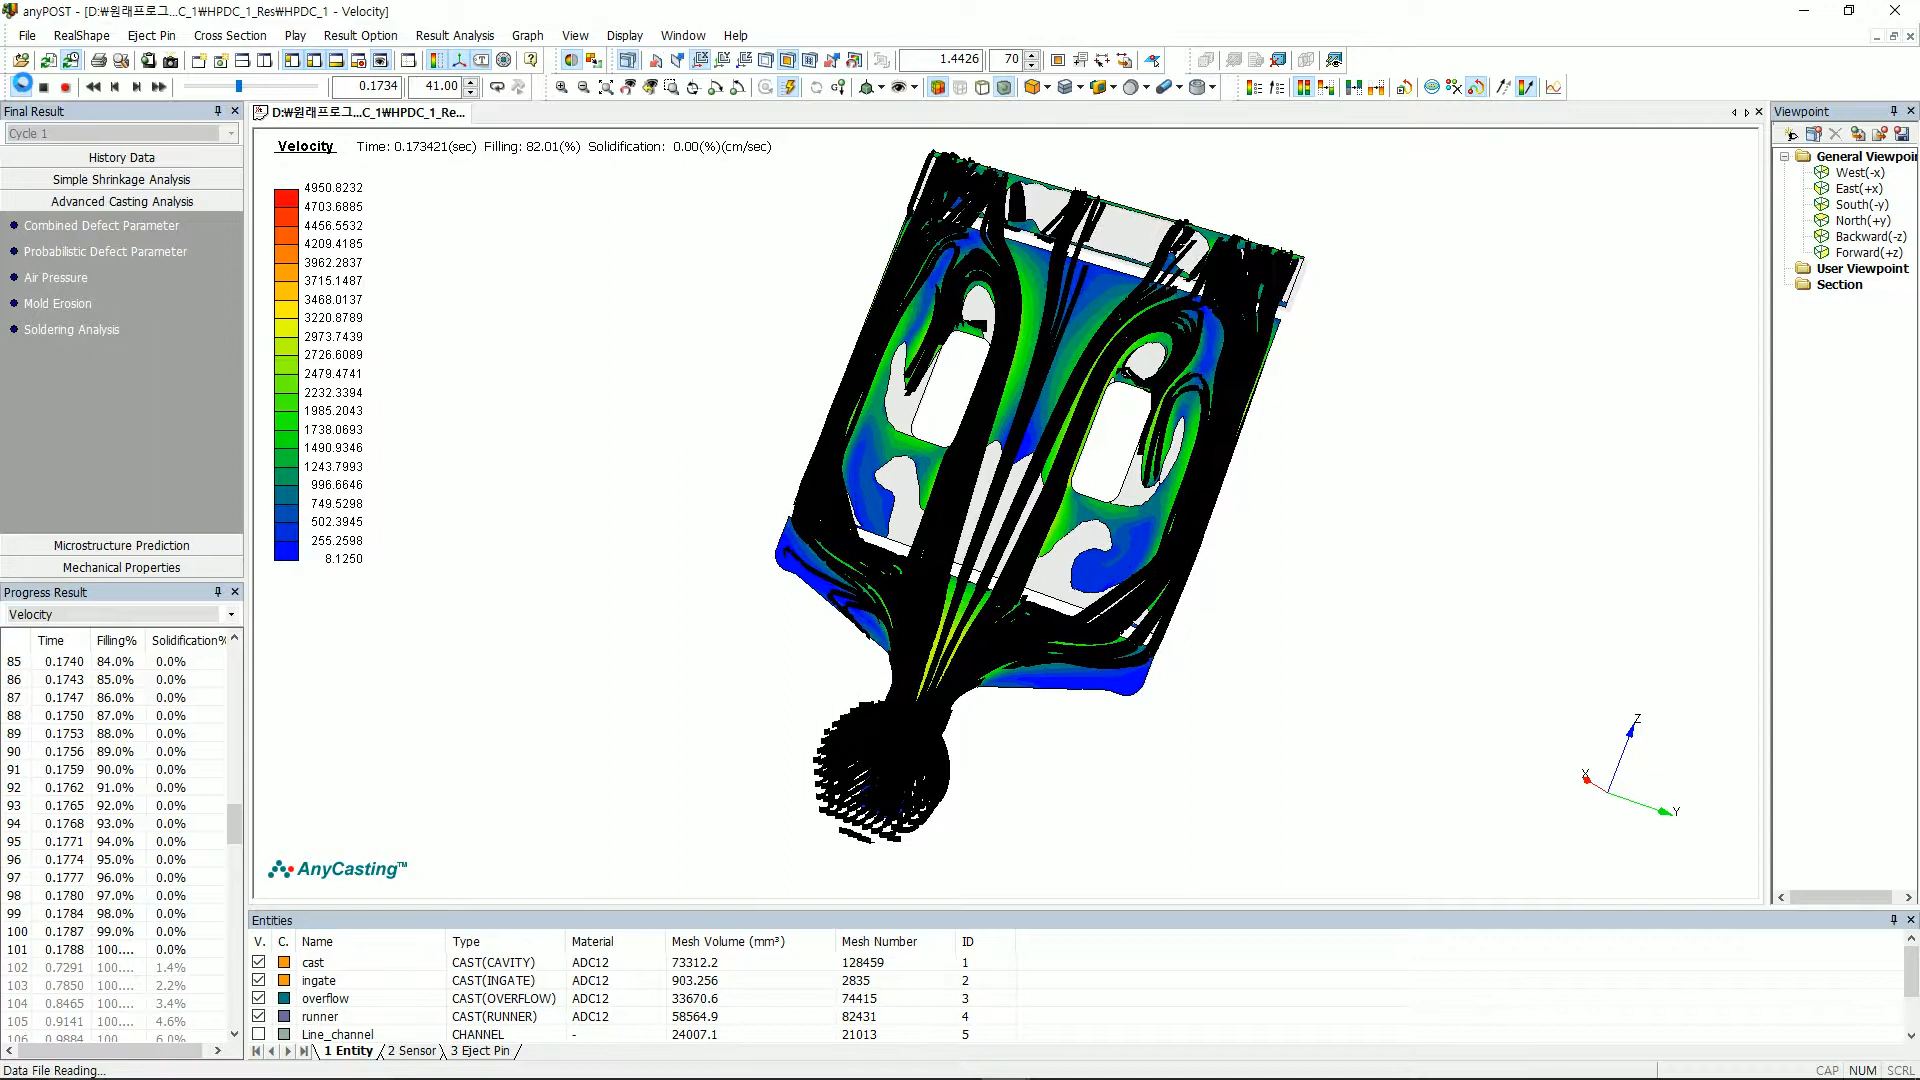 anyPOST - [D:\원래프로그...C_1\HPDC_1_Res\HPDC_1 - Velocity]
File RealShape Eject Pin Cross Section Play Result Option Result Analysis Graph View Display Window Help
1.4426 70
0.1734 41.00
Final Result
Cycle 1
History Data
Simple Shrinkage Analysis
Advanced Casting Analysis
Combined Defect Parameter
Probabilistic Defect Parameter
Air Pressure
Mold Erosion
Soldering Analysis
Microstructure Prediction
Mechanical Properties
Progress Result
Velocity
Time Filling% Solidification%
85 0.1740 84.0% 0.0%
86 0.1743 85.0% 0.0%
87 0.1747 86.0% 0.0%
88 0.1750 87.0% 0.0%
89 0.1753 88.0% 0.0%
90 0.1756 89.0% 0.0%
91 0.1759 90.0% 0.0%
92 0.1762 91.0% 0.0%
93 0.1765 92.0% 0.0%
94 0.1768 93.0% 0.0%
95 0.1771 94.0% 0.0%
96 0.1774 95.0% 0.0%
97 0.1777 96.0% 0.0%
98 0.1780 97.0% 0.0%
99 0.1784 98.0% 0.0%
100 0.1787 99.0% 0.0%
101 0.1788 100.... 0.0%
102 0.7291 100.... 1.4%
103 0.7850 100.... 2.2%
104 0.8465 100.... 3.4%
105 0.9141 100.... 4.6%
106 0.9884 100.... 6.0%
D:\원래프로그...C_1\HPDC_1_Re...
Velocity Time: 0.173421(sec) Filling: 82.01(%) Solidification: 0.00(%)(cm/sec)
4950.8232
4703.6885
4456.5532
4209.4185
3962.2837
3715.1487
3468.0137
3220.8789
2973.7439
2726.6089
2479.4741
2232.3394
1985.2043
1738.0693
1490.9346
1243.7993
996.6646
749.5298
502.3945
255.2598
8.1250
Z
X
Y
AnyCasting™
Viewpoint
General Viewpoi
West(-x)
East(+x)
South(-y)
North(+y)
Backward(-z)
Forward(+z)
User Viewpoint
Section
Entities
V. C. Name Type Material Mesh Volume (mm³) Mesh Number ID
cast CAST(CAVITY) ADC12 73312.2 128459 1
ingate CAST(INGATE) ADC12 903.256 2835 2
overflow CAST(OVERFLOW) ADC12 33670.6 74415 3
runner CAST(RUNNER) ADC12 58564.9 82431 4
Line_channel CHANNEL - 24007.1 21013 5
1 Entity 2 Sensor 3 Eject Pin
Data File Reading...
CAP NUM SCRL